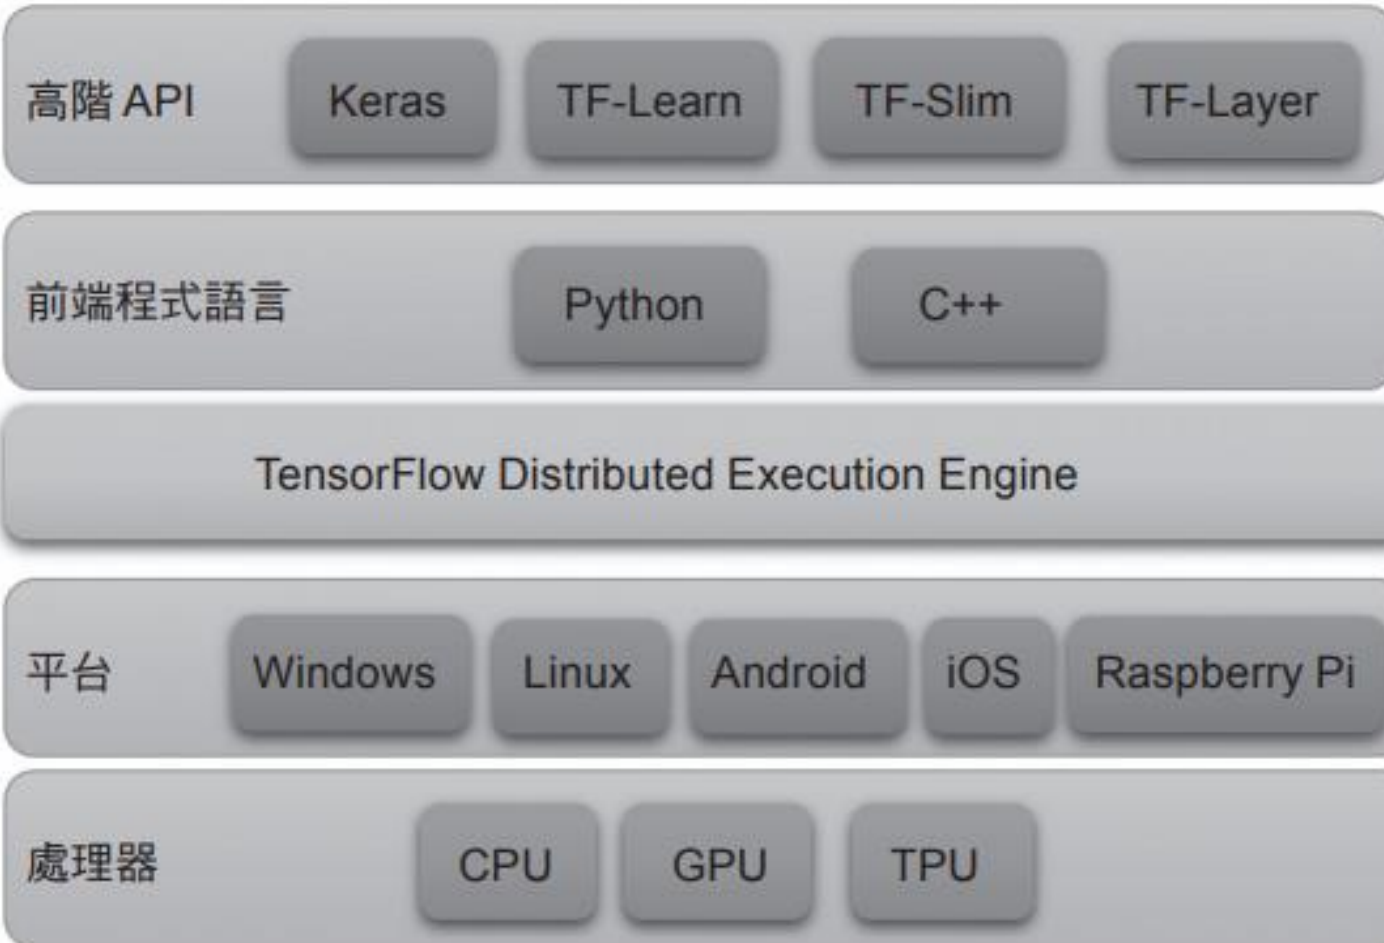 高階 API Keras TF-Learn TF-Slim TF-Layer
前端程式語言 Python C++
TensorFlow Distributed Execution Engine
平台 Windows Linux Android iOS Raspberry Pi
處理器 CPU GPU TPU